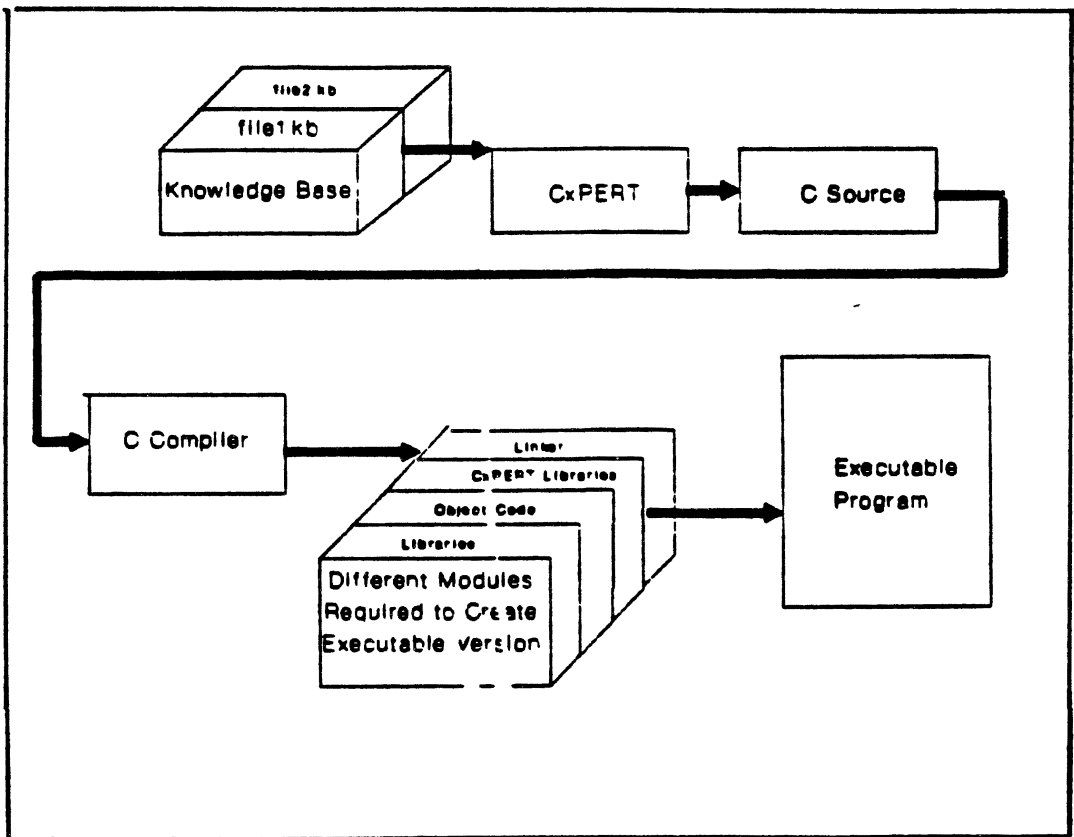 file2 kb
file1 kb
Knowledge Base
CxPERT
C Source
C Compiler
Linker
CxPERT Libraries
Object Code
Libraries
Different Modules
Required to Create
Executable Version
Executable
Program